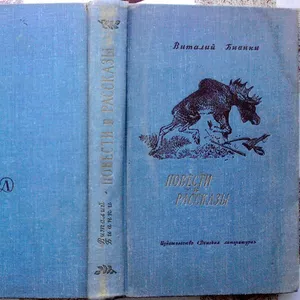 Виталий Бианки
ПОВЕСТИ
и
РАССКАЗЫ
Издательство «Детская литература»
Виталий
Бианки
ПОВЕСТИ и РАССКАЗЫ